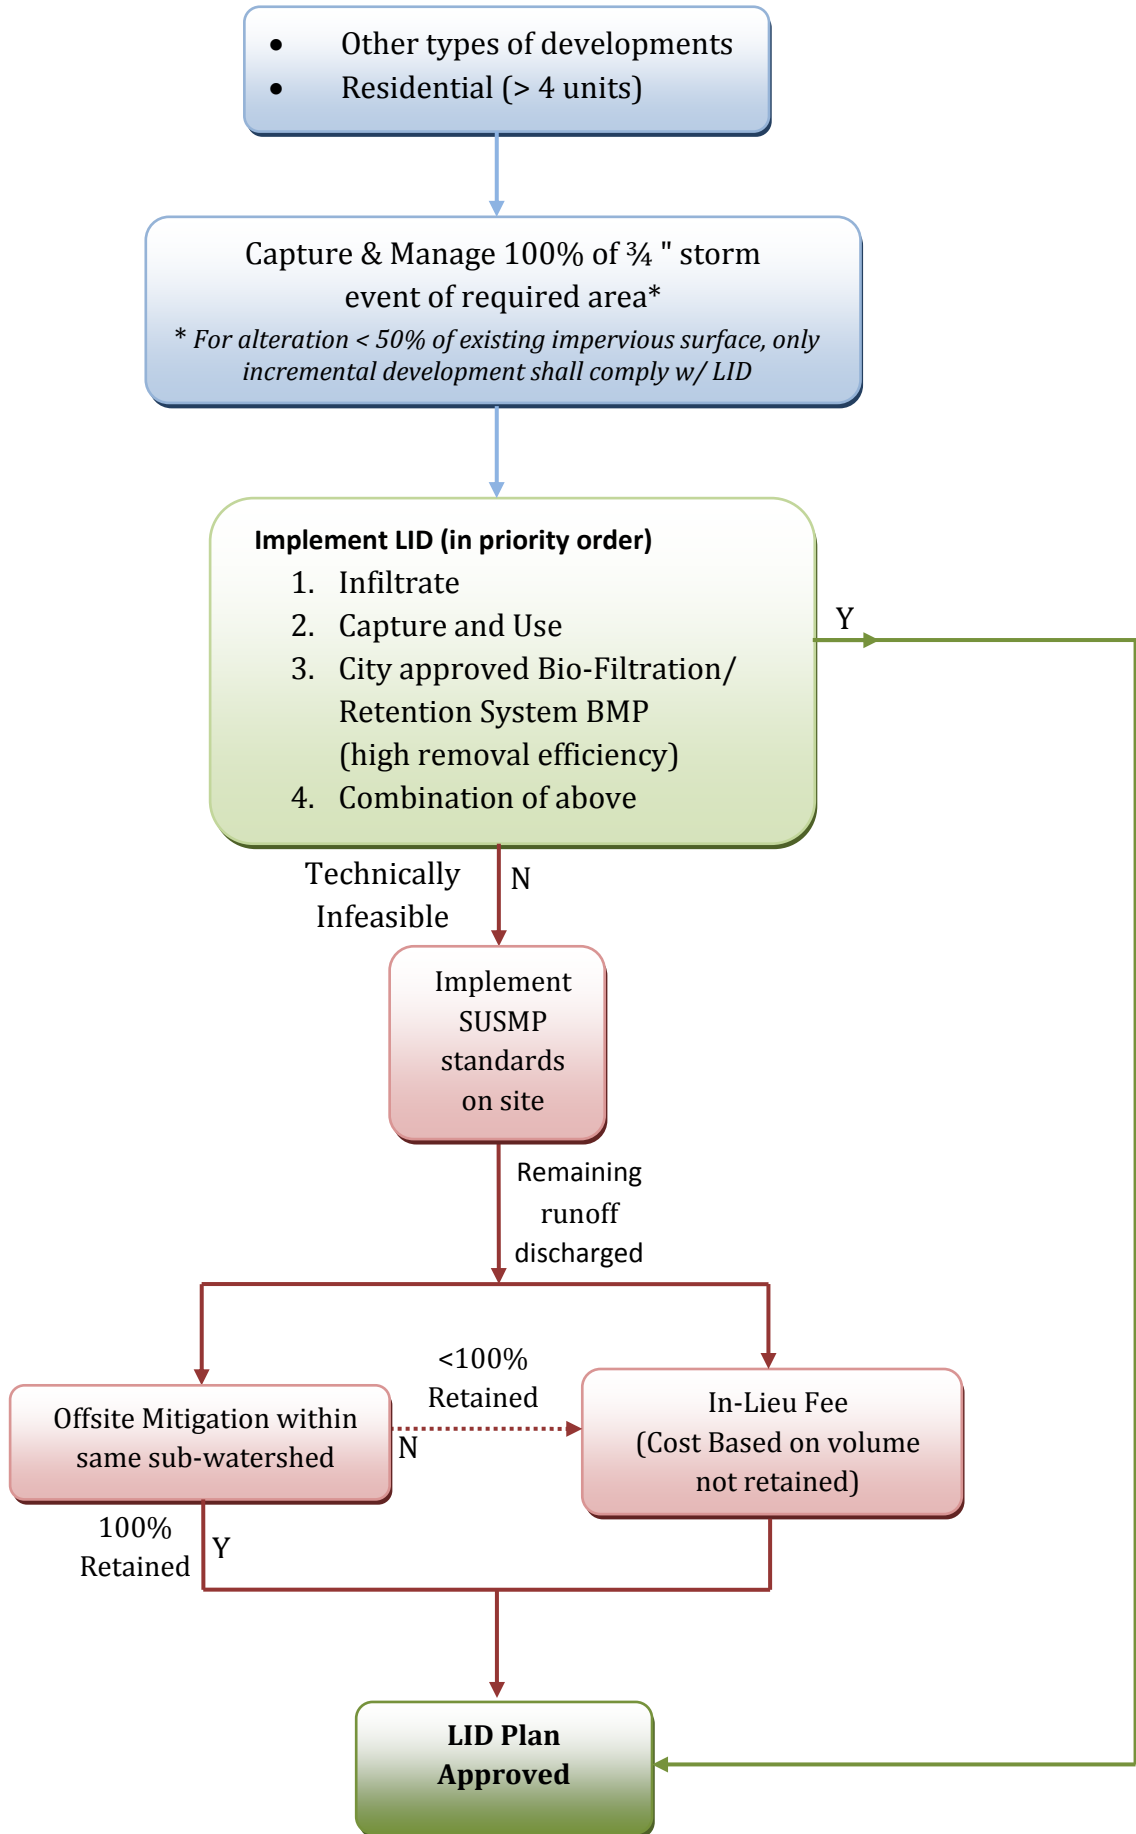 • Other types of developments
• Residential (> 4 units)
Capture & Manage 100% of ¾ " storm
event of required area*
* For alteration < 50% of existing impervious surface, only
incremental development shall comply w/ LID
Implement LID (in priority order)
1. Infiltrate
2. Capture and Use
3. City approved Bio-Filtration/
Retention System BMP
(high removal efficiency)
4. Combination of above
Y
Technically
Infeasible
N
Implement
SUSMP
standards
on site
Remaining
runoff
discharged
<100%
Retained
N
Offsite Mitigation within
same sub-watershed
In-Lieu Fee
(Cost Based on volume
not retained)
100%
Retained
Y
LID Plan
Approved